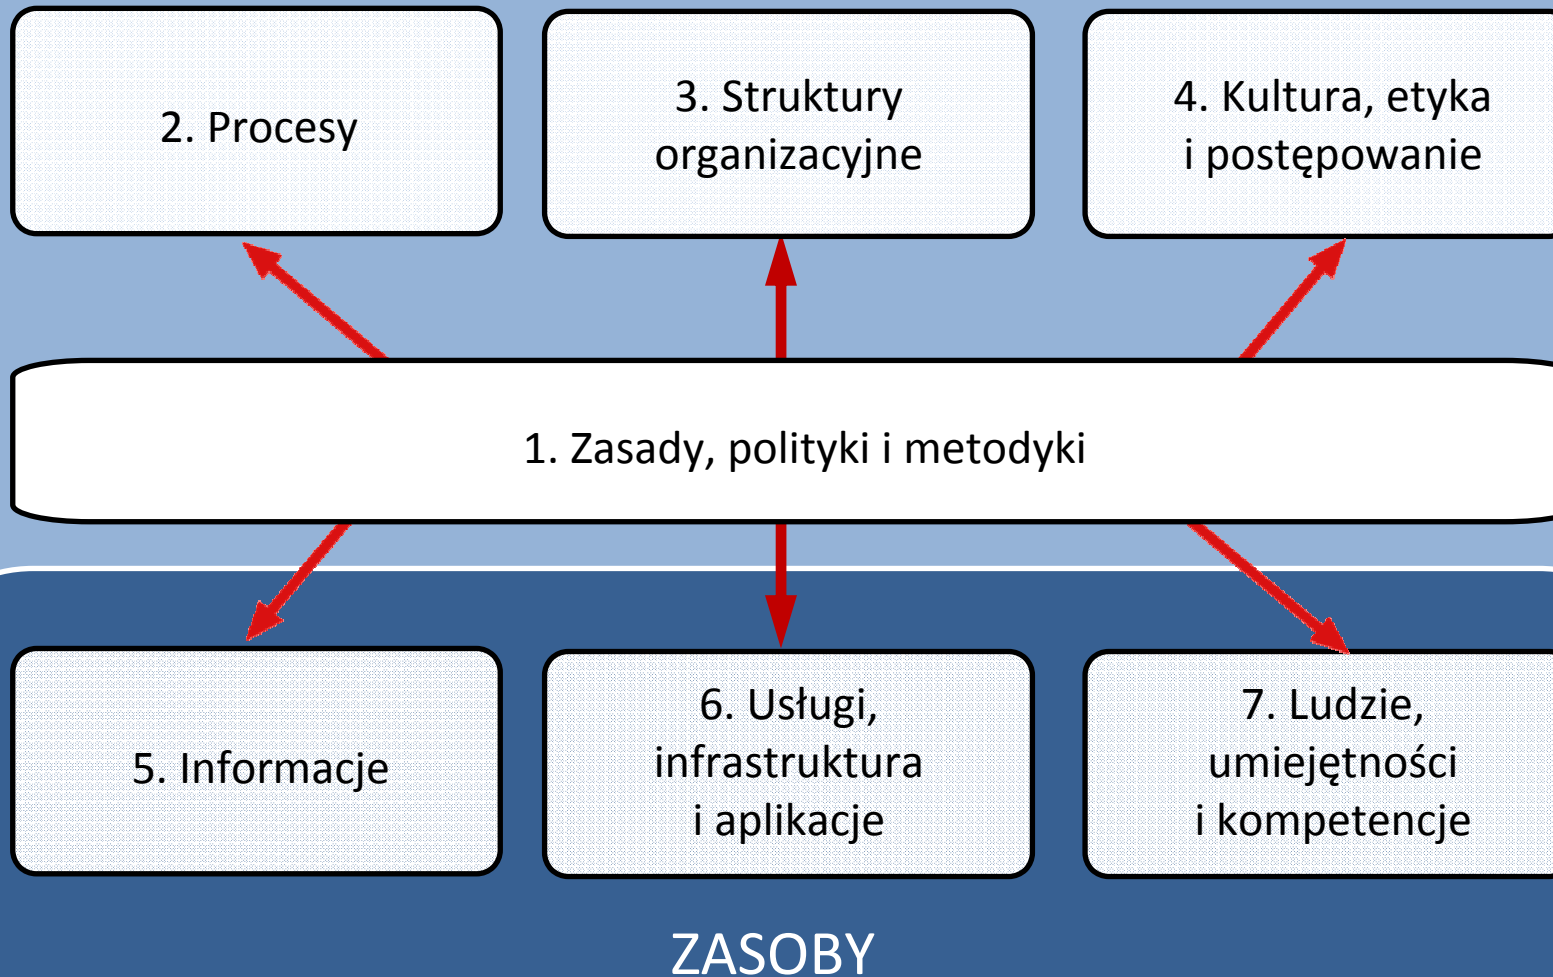 2. Procesy
3. Struktury
organizacyjne
4. Kultura, etyka
i postępowanie
1. Zasady, polityki i metodyki
5. Informacje
6. Usługi,
infrastruktura
i aplikacje
7. Ludzie,
umiejętności
i kompetencje
ZASOBY